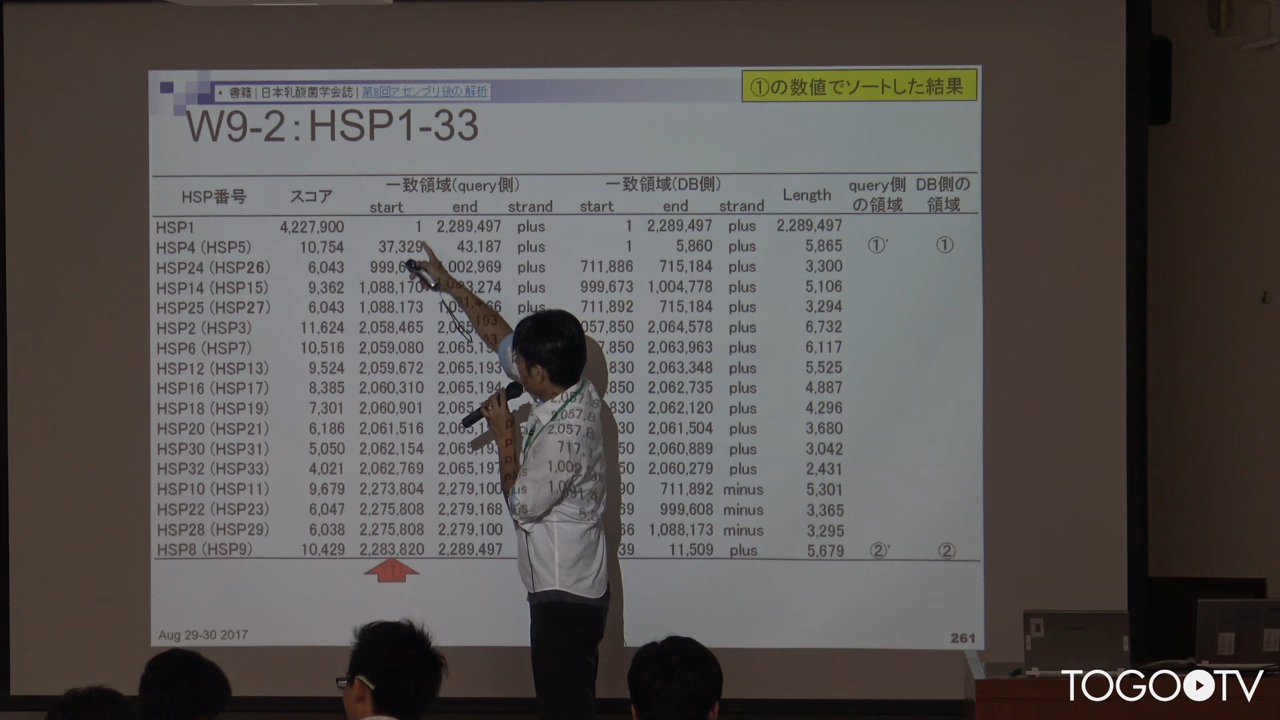 • 書籍 | 日本乳酸菌学会誌 | 第8回アセンブリ後の解析
①の数値でソートした結果
W9-2：HSP1-33
HSP番号 スコア 一致領域(query側) 一致領域(DB側) Length query側の領域 DB側の領域
start end strand start end strand
HSP1 4,227,900 1 2,289,497 plus 1 2,289,497 plus 2,289,497
HSP4 (HSP5) 10,754 37,329 43,187 plus 1 5,860 plus 5,865 ①' ①
HSP24 (HSP26) 6,043 1,002,969 plus 711,886 715,184 plus 3,300
HSP14 (HSP15) 9,362 1,088,170 plus 999,673 1,004,778 plus 5,106
HSP25 (HSP27) 6,043 1,088,173 plus 711,892 715,184 plus 3,294
HSP2 (HSP3) 11,624 2,058,465 2,064,578 plus 6,732
HSP6 (HSP7) 10,516 2,059,080 2,063,963 plus 6,117
HSP12 (HSP13) 9,524 2,059,672 2,065,193 2,063,348 plus 5,525
HSP16 (HSP17) 8,385 2,060,310 2,065,194 2,062,735 plus 4,887
HSP18 (HSP19) 7,301 2,060,901 2,062,120 plus 4,296
HSP20 (HSP21) 6,186 2,061,516 2,061,504 plus 3,680
HSP30 (HSP31) 5,050 2,062,154 2,060,889 plus 3,042
HSP32 (HSP33) 4,021 2,062,769 2,065,197 2,060,279 plus 2,431
HSP10 (HSP11) 9,679 2,273,804 2,279,100 711,892 minus 5,301
HSP22 (HSP23) 6,047 2,275,808 2,279,168 999,608 minus 3,365
HSP28 (HSP29) 6,038 2,275,808 2,279,100 1,088,173 minus 3,295
HSP8 (HSP9) 10,429 2,283,820 2,289,497 11,509 plus 5,679 ②' ②
①
Aug 29-30 2017
261
TOGO TV